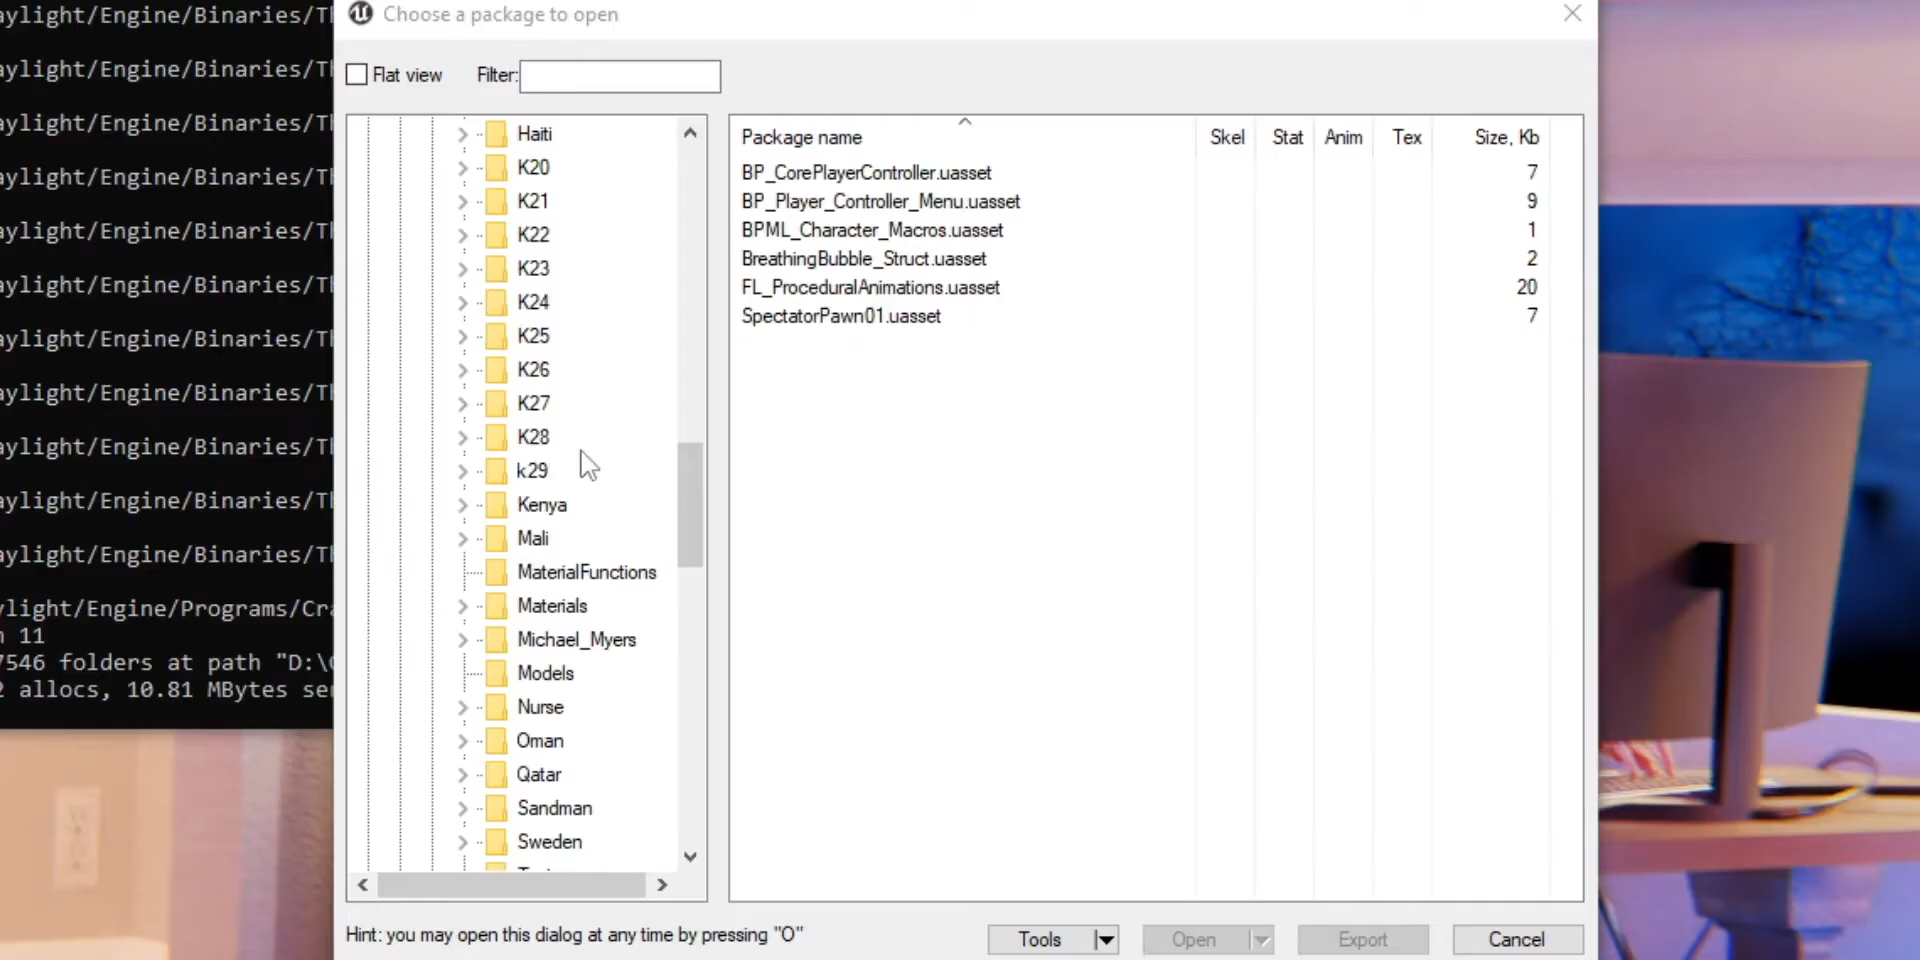 aylight/Engine/Binaries/Th
aylight/Engine/Binaries/Th
aylight/Engine/Binaries/Th
aylight/Engine/Binaries/Th
aylight/Engine/Binaries/Th
aylight/Engine/Binaries/Th
aylight/Engine/Binaries/Th
aylight/Engine/Binaries/Th
aylight/Engine/Binaries/Th
aylight/Engine/Binaries/Th
aylight/Engine/Binaries/Th
ylight/Engine/Programs/Cra
n 11
7546 folders at path "D:\
2 allocs, 10.81 MBytes se
Choose a package to open
Flat view
Filter:
Haiti
K20
K21
K22
K23
K24
K25
K26
K27
K28
k29
Kenya
Mali
MaterialFunctions
Materials
Michael_Myers
Models
Nurse
Oman
Qatar
Sandman
Sweden
Package name Skel Stat Anim Tex Size, Kb
BP_CorePlayerController.uasset 7
BP_Player_Controller_Menu.uasset 9
BPML_Character_Macros.uasset 1
BreathingBubble_Struct.uasset 2
FL_ProceduralAnimations.uasset 20
SpectatorPawn01.uasset 7
Hint: you may open this dialog at any time by pressing "O"
Tools
Open
Export
Cancel